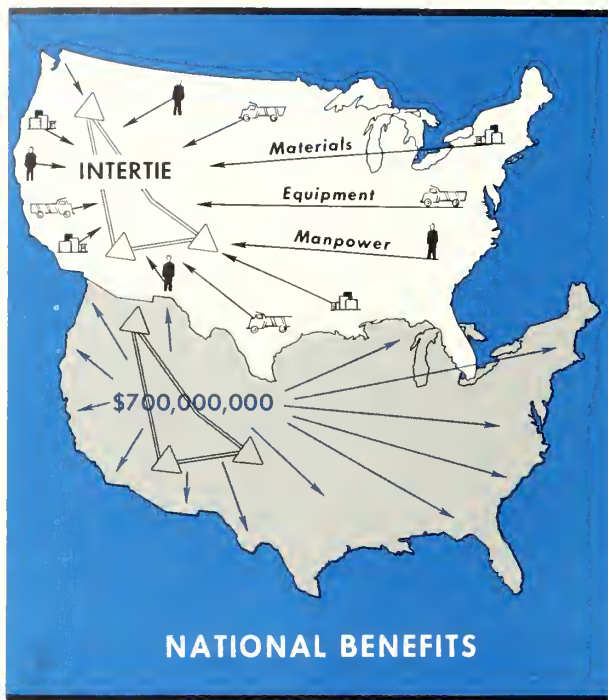 Materials
INTERTIE
Equipment
Manpower
$700,000,000
NATIONAL BENEFITS